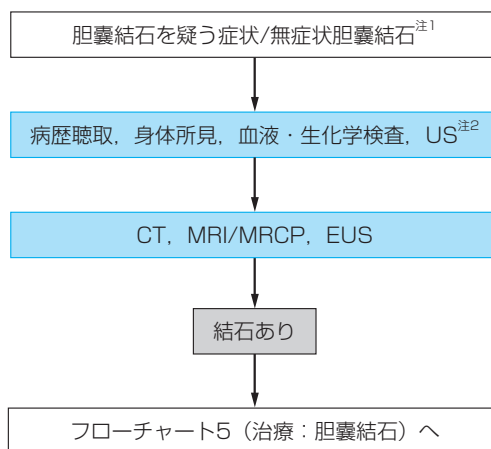 胆囊結石を疑う症状/無症状胆囊結石注1
病歴聴取，身体所見，血液・生化学検査，US注2
CT，MRI/MRCP，EUS
結石あり
フローチャート5（治療：胆囊結石）へ